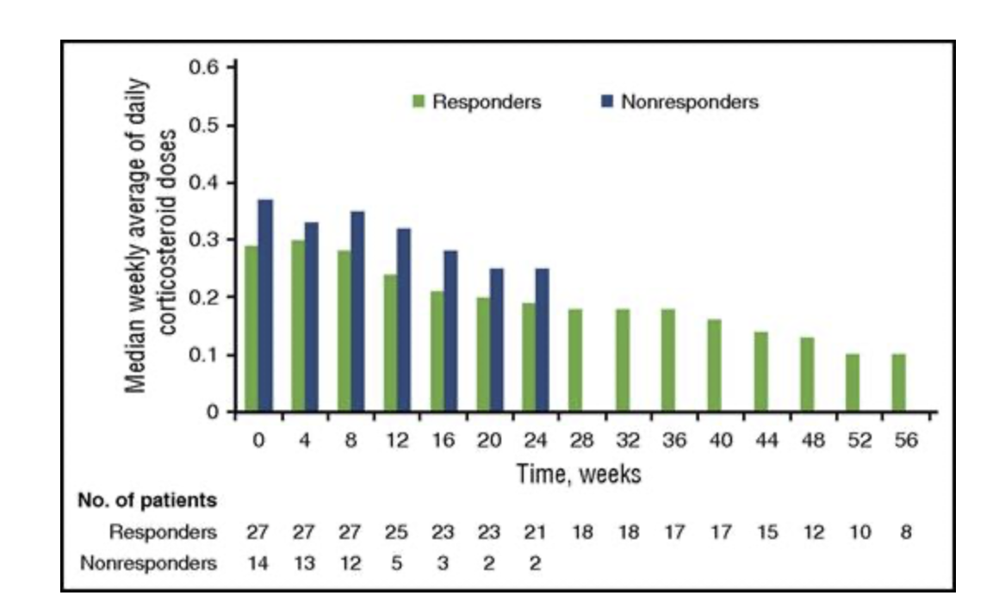 Median weekly average of daily
corticosteroid doses
0.6
0.5
0.4
0.3
0.2
0.1
0
Responders Nonresponders
0 4 8 12 16 20 24 28 32 36 40 44 48 52 56
Time, weeks
No. of patients
Responders 27 27 27 25 23 23 21 18 18 17 17 15 12 10 8
Nonresponders 14 13 12 5 3 2 2